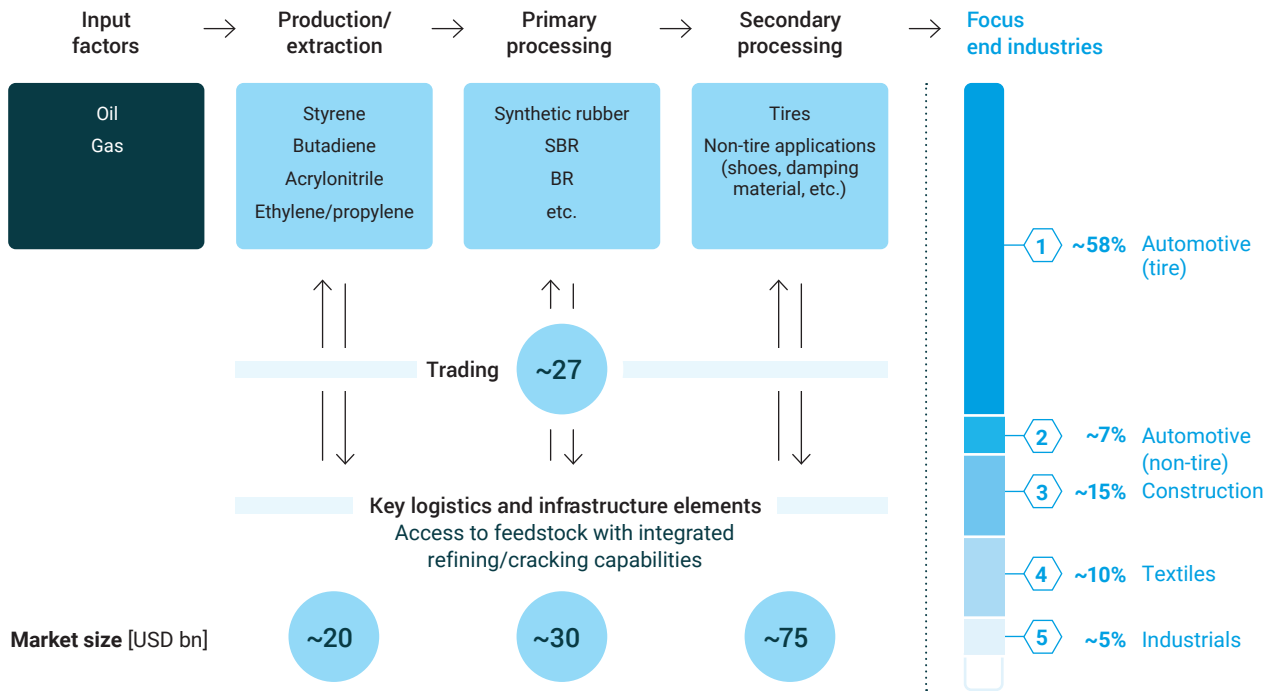 Input
factors
Production/
extraction
Primary
processing
Secondary
processing
Focus
end industries
Oil
Gas
Styrene
Butadiene
Acrylonitrile
Ethylene/propylene
Synthetic rubber
SBR
BR
etc.
Tires
Non-tire applications
(shoes, damping
material, etc.)
Trading
~27
Key logistics and infrastructure elements
Access to feedstock with integrated
refining/cracking capabilities
Market size [USD bn]
~20
~30
~75
1 ~58% Automotive
(tire)
2 ~7% Automotive
(non-tire)
3 ~15% Construction
4 ~10% Textiles
5 ~5% Industrials